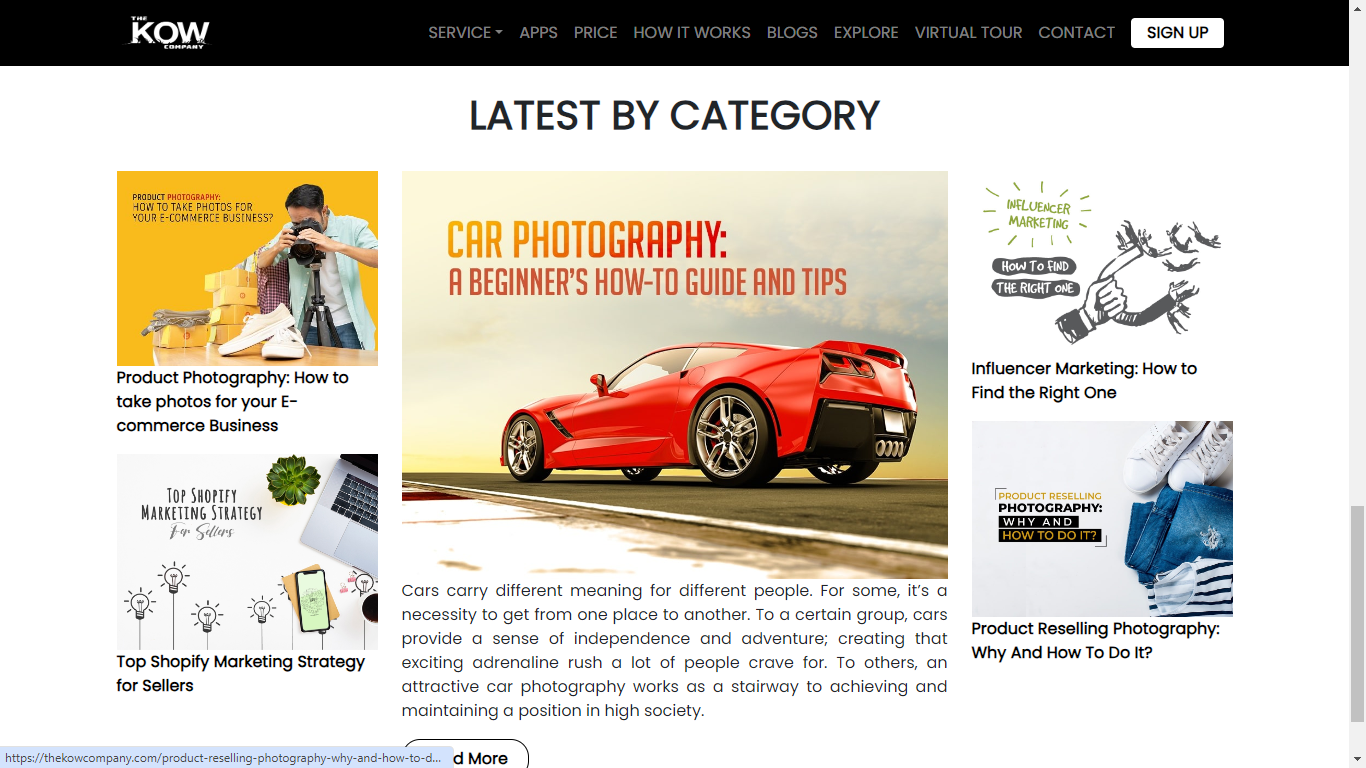 THE
KOW
COMPANY
SERVICE
APPS
PRICE
HOW IT WORKS
BLOGS
EXPLORE
VIRTUAL TOUR
CONTACT
SIGN UP
LATEST BY CATEGORY
PRODUCT PHOTOGRAPHY:
HOW TO TAKE PHOTOS FOR
YOUR E-COMMERCE BUSINESS?
Product Photography: How to
take photos for your E-
commerce Business
TOP SHOPIFY
MARKETING STRATEGY
For Sellers
Top Shopify Marketing Strategy
for Sellers
CAR PHOTOGRAPHY:
A BEGINNER'S HOW-TO GUIDE AND TIPS
Cars carry different meaning for different people. For some, it's a
necessity to get from one place to another. To a certain group, cars
provide a sense of independence and adventure; creating that
exciting adrenaline rush a lot of people crave for. To others, an
attractive car photography works as a stairway to achieving and
maintaining a position in high society.
d More
INFLUENCER
MARKETING
HOW TO FIND
THE RIGHT ONE
Influencer Marketing: How to
Find the Right One
PRODUCT RESELLING
PHOTOGRAPHY:
WHY AND
HOW TO DO IT?
Product Reselling Photography:
Why And How To Do It?
https://thekowcompany.com/product-reselling-photography-why-and-how-to-d...